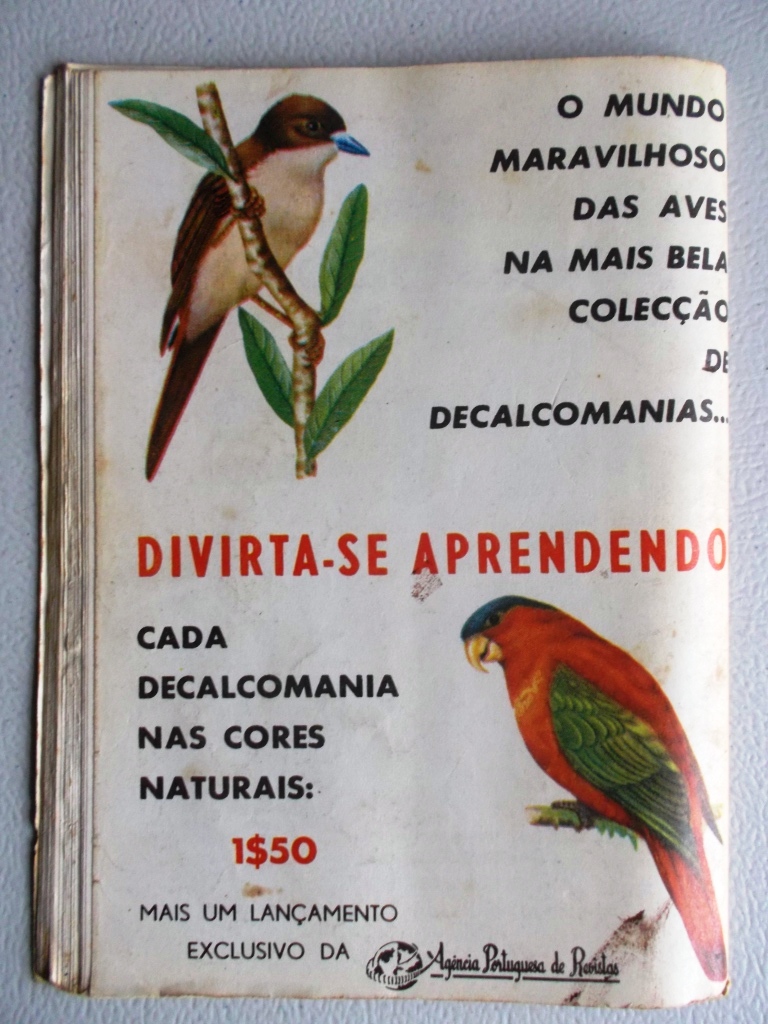 O MUNDO
MARAVILHOSO
DAS AVES
NA MAIS BELA
COLECÇÃO
DE
DECALCOMANIAS...
DIVIRTA-SE APRENDENDO
CADA
DECALCOMANIA
NAS CORES
NATURAIS:
1$50
MAIS UM LANÇAMENTO
EXCLUSIVO DA
Agência Portuguesa de Revistas